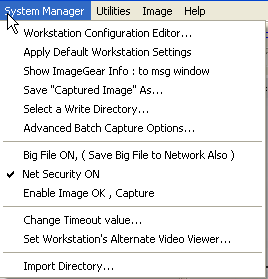 System Manager Utilities Image Help
Workstation Configuration Editor...
Apply Default Workstation Settings
Show ImageGear Info : to msg window
Save "Captured Image" As...
Select a Write Directory...
Advanced Batch Capture Options...
Big File ON, ( Save Big File to Network Also )
Net Security ON
Enable Image OK , Capture
Change Timeout value...
Set Workstation's Alternate Video Viewer...
Import Directory...